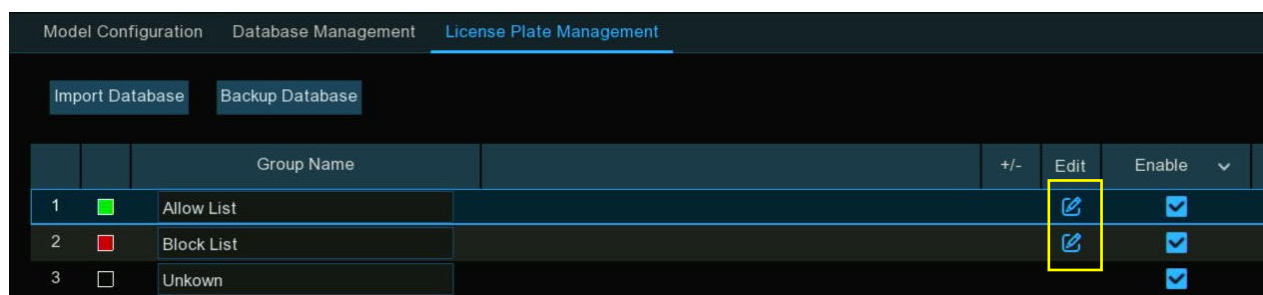 Model Configuration Database Management License Plate Management
Import Database Backup Database
Group Name +/- Edit Enable
1 Allow List
2 Block List
3 Unkown